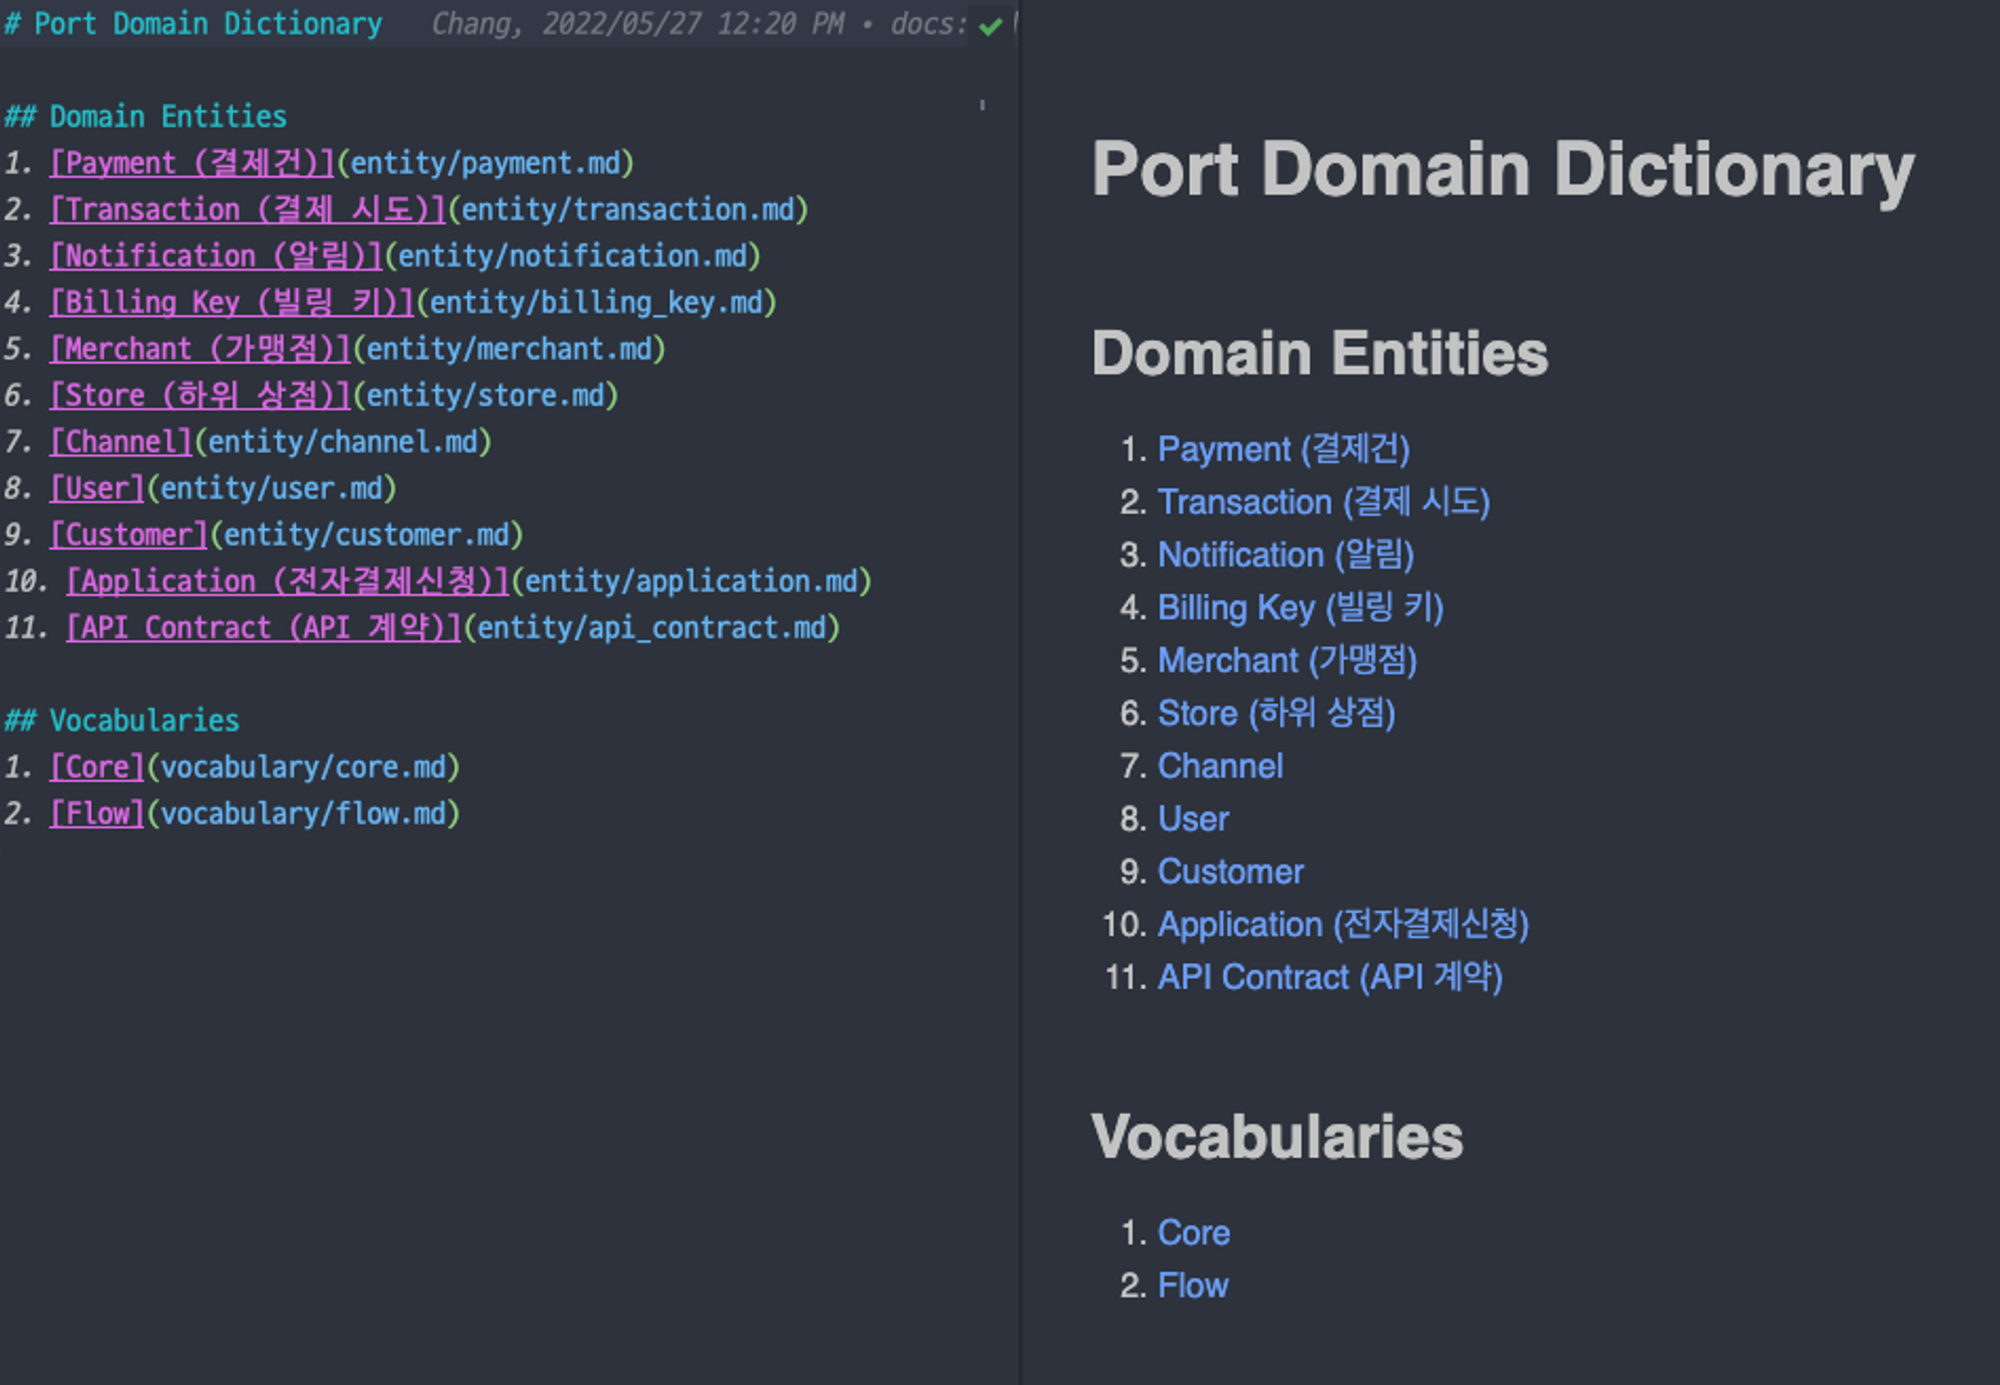 # Port Domain Dictionary Chang, 2022/05/27 12:20 PM • docs:
## Domain Entities
1. [Payment (결제건)](entity/payment.md)
2. [Transaction (결제 시도)](entity/transaction.md)
3. [Notification (알림)](entity/notification.md)
4. [Billing Key (빌링 키)](entity/billing_key.md)
5. [Merchant (가맹점)](entity/merchant.md)
6. [Store (하위 상점)](entity/store.md)
7. [Channel](entity/channel.md)
8. [User](entity/user.md)
9. [Customer](entity/customer.md)
10. [Application (전자결제신청)](entity/application.md)
11. [API Contract (API 계약)](entity/api_contract.md)
## Vocabularies
1. [Core](vocabulary/core.md)
2. [Flow](vocabulary/flow.md)
Port Domain Dictionary
Domain Entities
1. Payment (결제건)
2. Transaction (결제 시도)
3. Notification (알림)
4. Billing Key (빌링 키)
5. Merchant (가맹점)
6. Store (하위 상점)
7. Channel
8. User
9. Customer
10. Application (전자결제신청)
11. API Contract (API 계약)
Vocabularies
1. Core
2. Flow